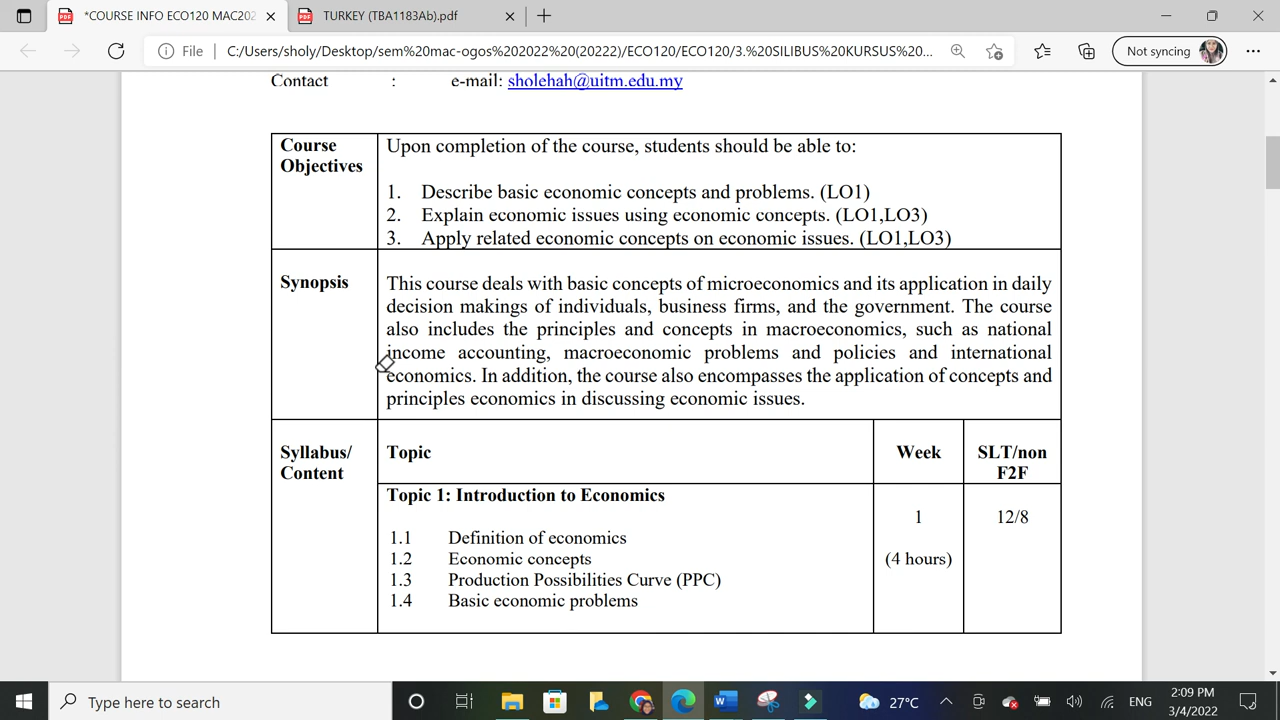 *COURSE INFO ECO120 MAC202
TURKEY (TBA1183Ab).pdf
File
C:/Users/sholy/Desktop/sem%20mac-ogos%202022%20(20222)/ECO120/ECO120/3.%20SILIBUS%20KURSUS%20...
Not syncing
Contact : e-mail: sholehah@uitm.edu.my
Course Objectives
Upon completion of the course, students should be able to:
1. Describe basic economic concepts and problems. (LO1)
2. Explain economic issues using economic concepts. (LO1,LO3)
3. Apply related economic concepts on economic issues. (LO1,LO3)
Synopsis
This course deals with basic concepts of microeconomics and its application in daily
decision makings of individuals, business firms, and the government. The course
also includes the principles and concepts in macroeconomics, such as national
income accounting, macroeconomic problems and policies and international
economics. In addition, the course also encompasses the application of concepts and
principles economics in discussing economic issues.
Syllabus/ Content
Topic
Week
SLT/non F2F
Topic 1: Introduction to Economics
1.1 Definition of economics
1.2 Economic concepts
1.3 Production Possibilities Curve (PPC)
1.4 Basic economic problems
1
(4 hours)
12/8
Type here to search
27°C
ENG
2:09 PM
3/4/2022